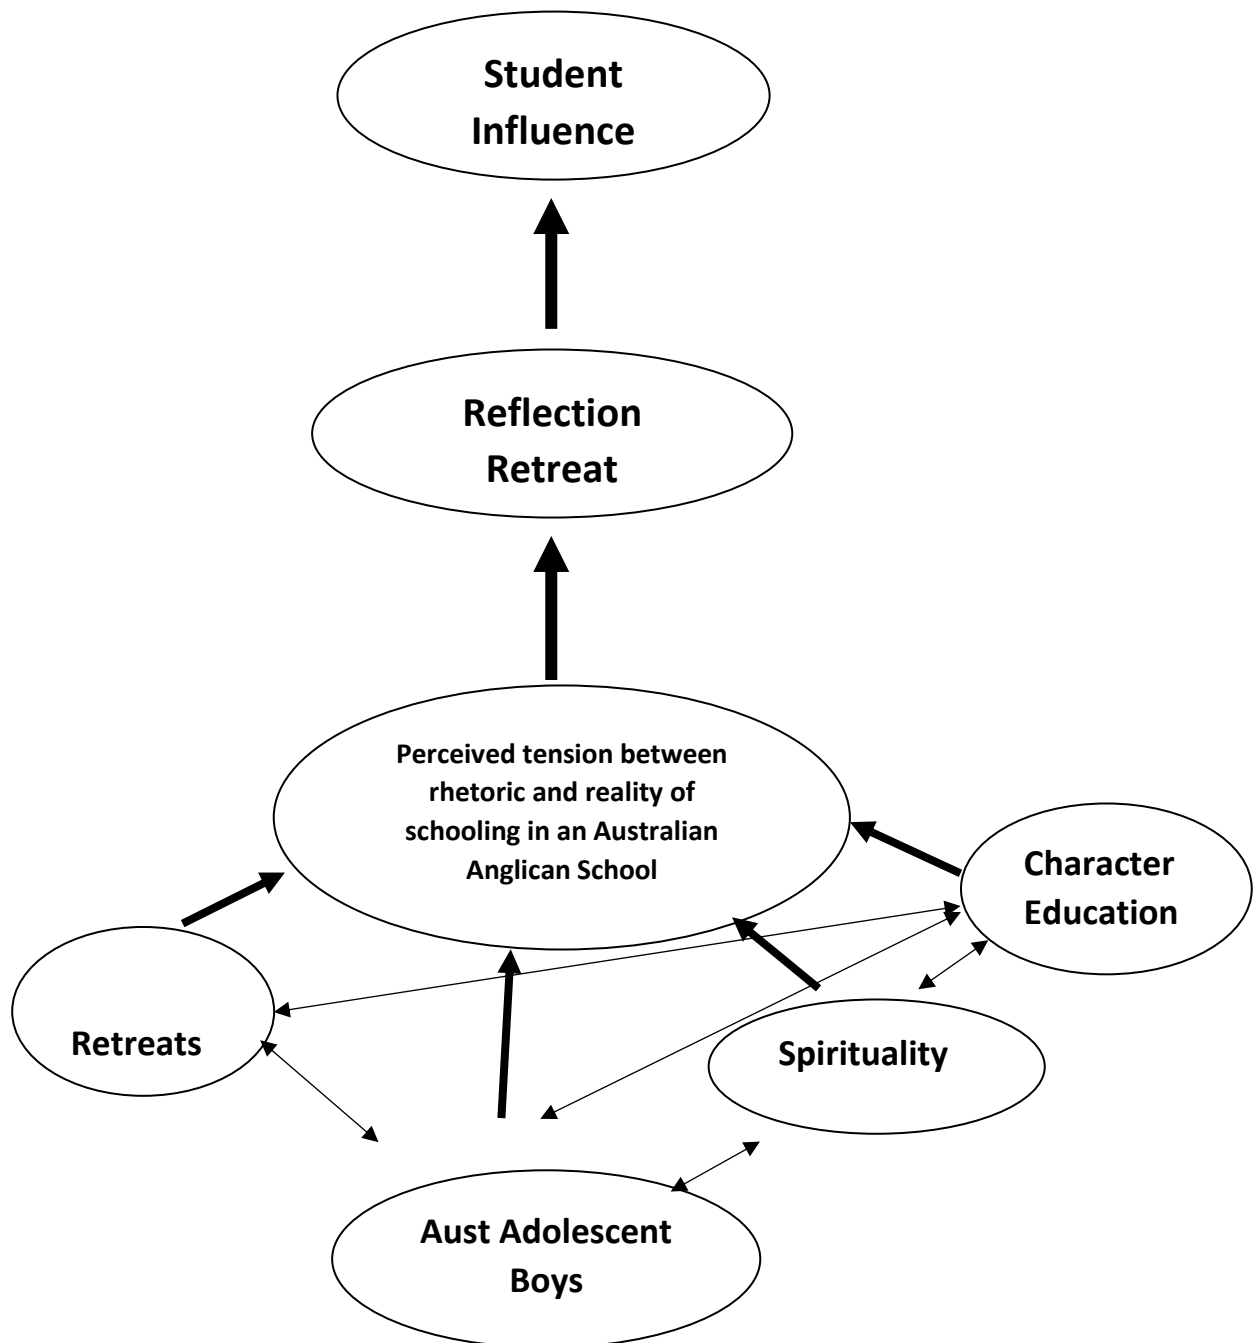 Student
Influence
Reflection
Retreat
Perceived tension between
rhetoric and reality of
schooling in an Australian
Anglican School
Character
Education
Retreats
Spirituality
Aust Adolescent
Boys